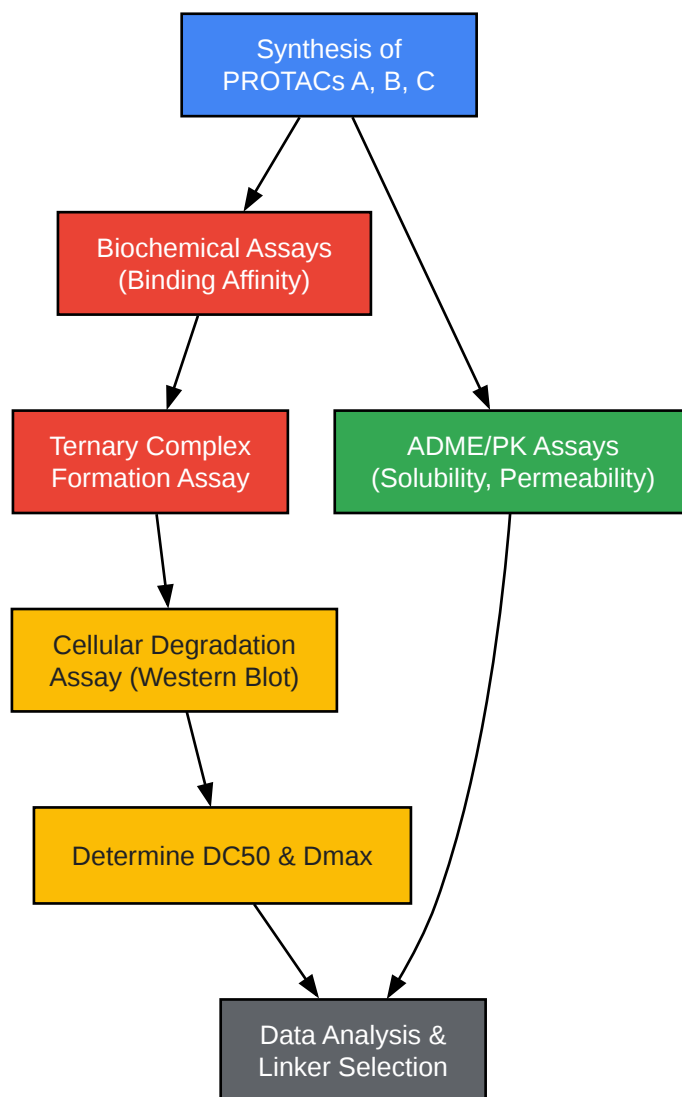 Synthesis of
PROTACs A, B, C
Biochemical Assays
(Binding Affinity)
Ternary Complex
Formation Assay
ADME/PK Assays
(Solubility, Permeability)
Cellular Degradation
Assay (Western Blot)
Determine DC50 & Dmax
Data Analysis &
Linker Selection